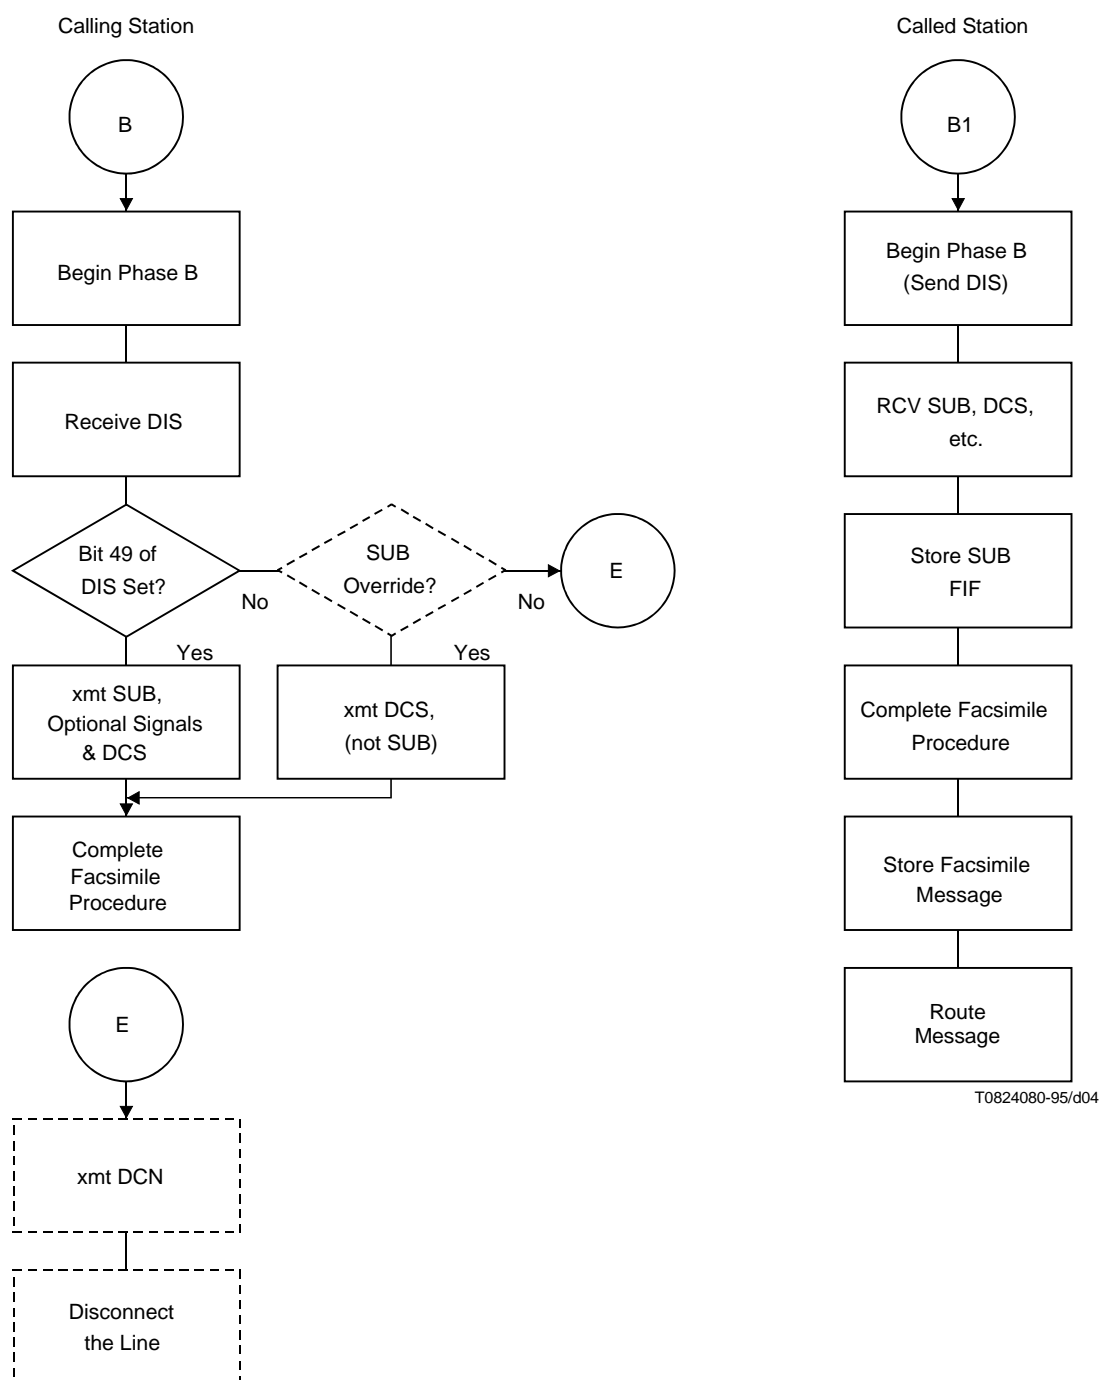 Calling Station
B
Begin Phase B
Receive DIS
Bit 49 of
DIS Set?
No
Yes
SUB
Override?
No
Yes
E
xmt SUB,
Optional Signals
& DCS
xmt DCS,
(not SUB)
Complete
Facsimile
Procedure
E
xmt DCN
Disconnect
the Line
Called Station
B1
Begin Phase B
(Send DIS)
RCV SUB, DCS,
etc.
Store SUB
FIF
Complete Facsimile
Procedure
Store Facsimile
Message
Route
Message
T0824080-95/d04